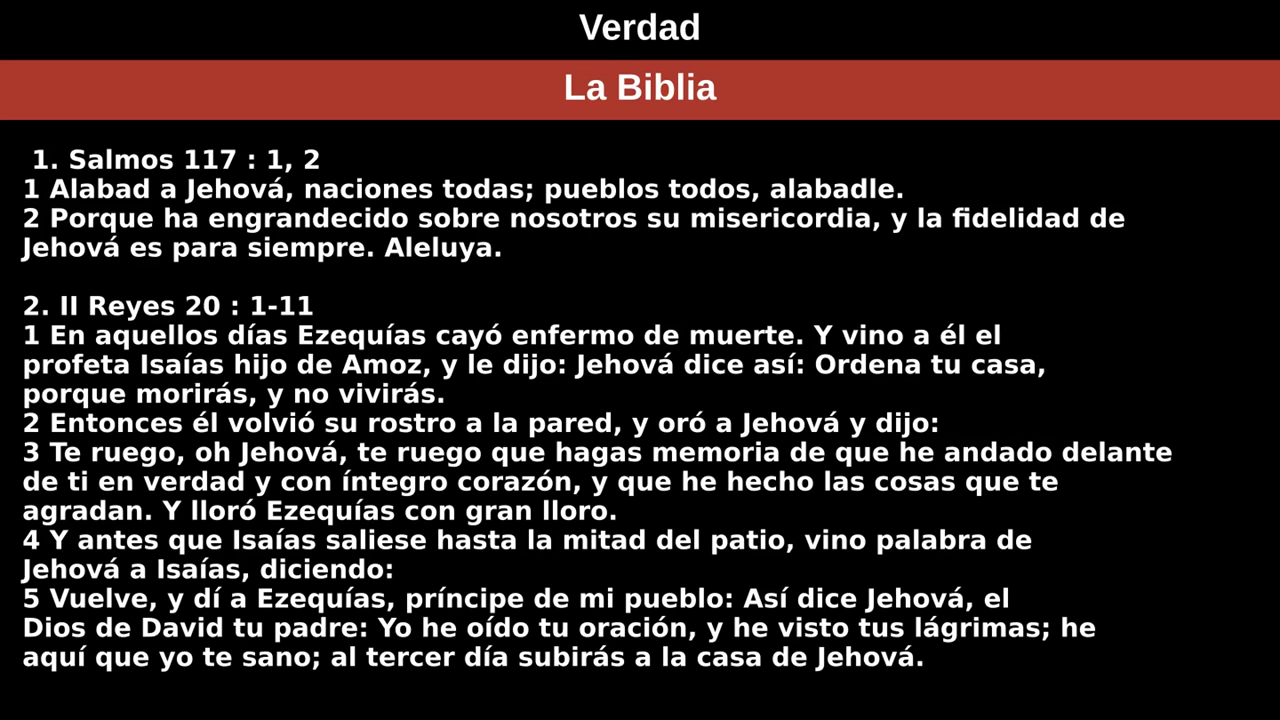 Verdad
La Biblia
1. Salmos 117 : 1, 2
1 Alabad a Jehová, naciones todas; pueblos todos, alabadle.
2 Porque ha engrandecido sobre nosotros su misericordia, y la fidelidad de
Jehová es para siempre. Aleluya.
2. II Reyes 20 : 1-11
1 En aquellos días Ezequías cayó enfermo de muerte. Y vino a él el
profeta Isaías hijo de Amoz, y le dijo: Jehová dice así: Ordena tu casa,
porque morirás, y no vivirás.
2 Entonces él volvió su rostro a la pared, y oró a Jehová y dijo:
3 Te ruego, oh Jehová, te ruego que hagas memoria de que he andado delante
de ti en verdad y con íntegro corazón, y que he hecho las cosas que te
agradan. Y lloró Ezequías con gran lloro.
4 Y antes que Isaías saliese hasta la mitad del patio, vino palabra de
Jehová a Isaías, diciendo:
5 Vuelve, y dí a Ezequías, príncipe de mi pueblo: Así dice Jehová, el
Dios de David tu padre: Yo he oído tu oración, y he visto tus lágrimas; he
aquí que yo te sano; al tercer día subirás a la casa de Jehová.